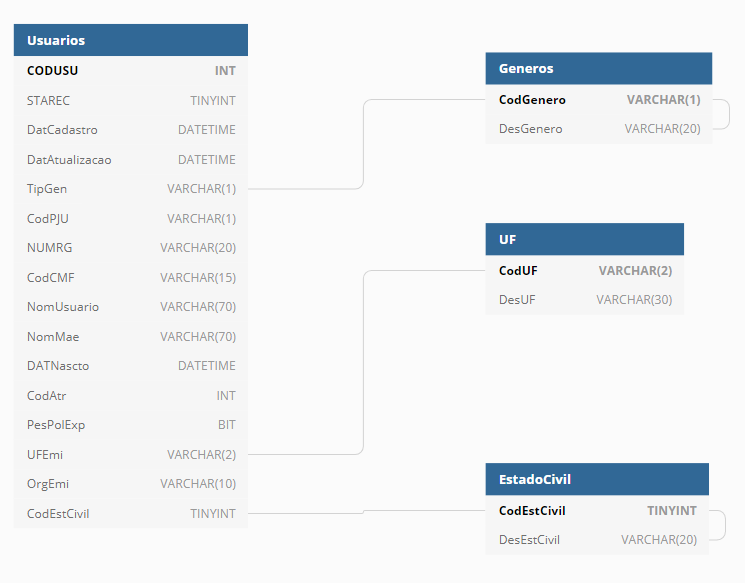 Usuarios
CODUSU INT
STAREC TINYINT
DatCadastro DATETIME
DatAtualizacao DATETIME
TipGen VARCHAR(1)
CodPJU VARCHAR(1)
NUMRG VARCHAR(20)
CodCMF VARCHAR(15)
NomUsuario VARCHAR(70)
NomMae VARCHAR(70)
DATNascto DATETIME
CodAtr INT
PesPolExp BIT
UFEmi VARCHAR(2)
OrgEmi VARCHAR(10)
CodEstCivil TINYINT
Generos
CodGenero VARCHAR(1)
DesGenero VARCHAR(20)
UF
CodUF VARCHAR(2)
DesUF VARCHAR(30)
EstadoCivil
CodEstCivil TINYINT
DesEstCivil VARCHAR(20)